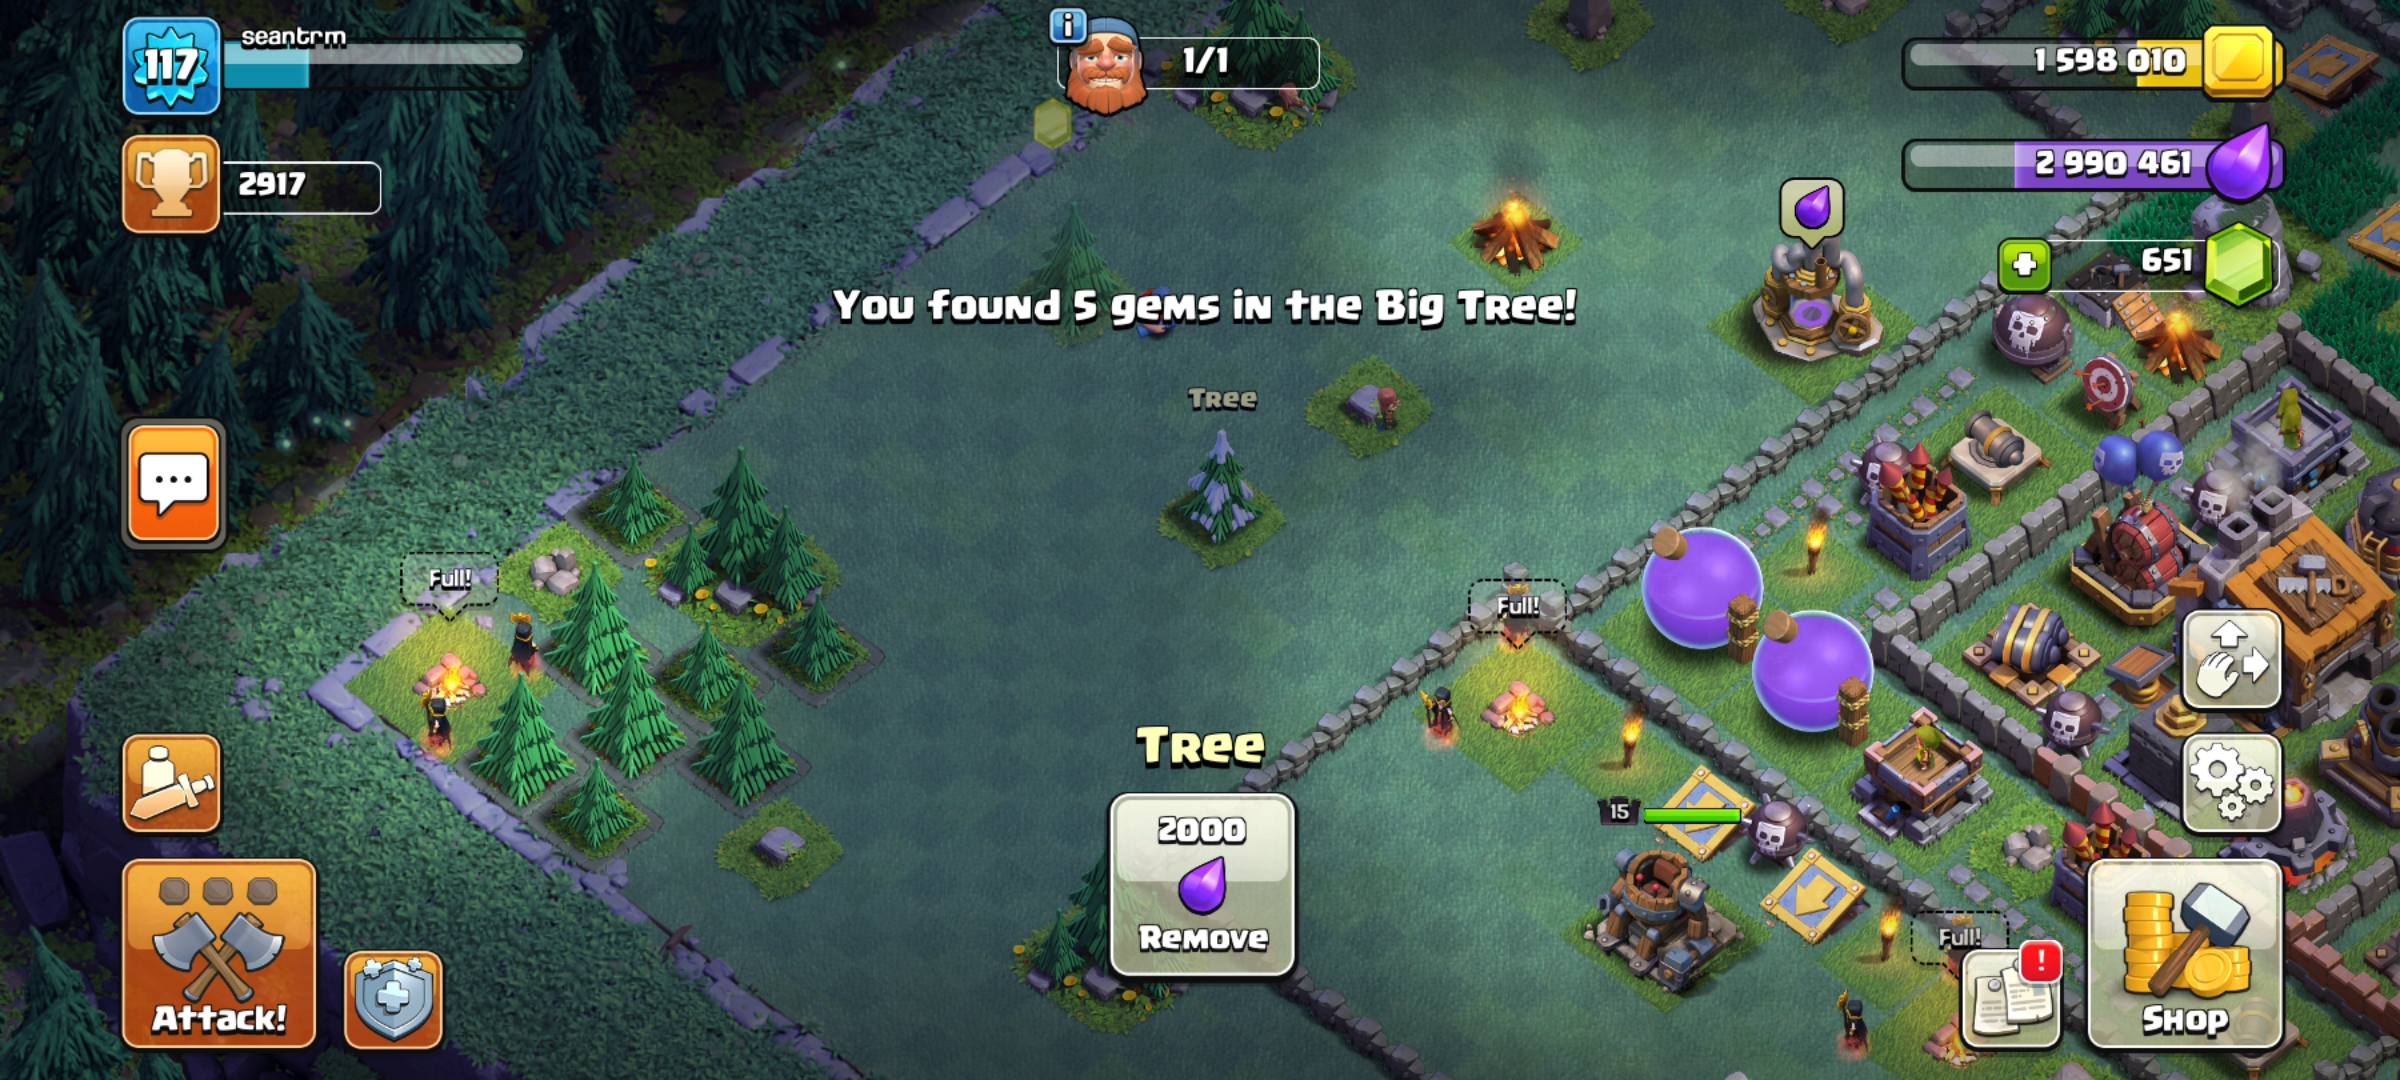 117
seantrm
1/1
1 598 010
2917
2 990 461
651
You found 5 gems in the Big Tree!
Tree
Full!
Full!
Tree
15
2000
Remove
Full!
Attack!
!
Shop